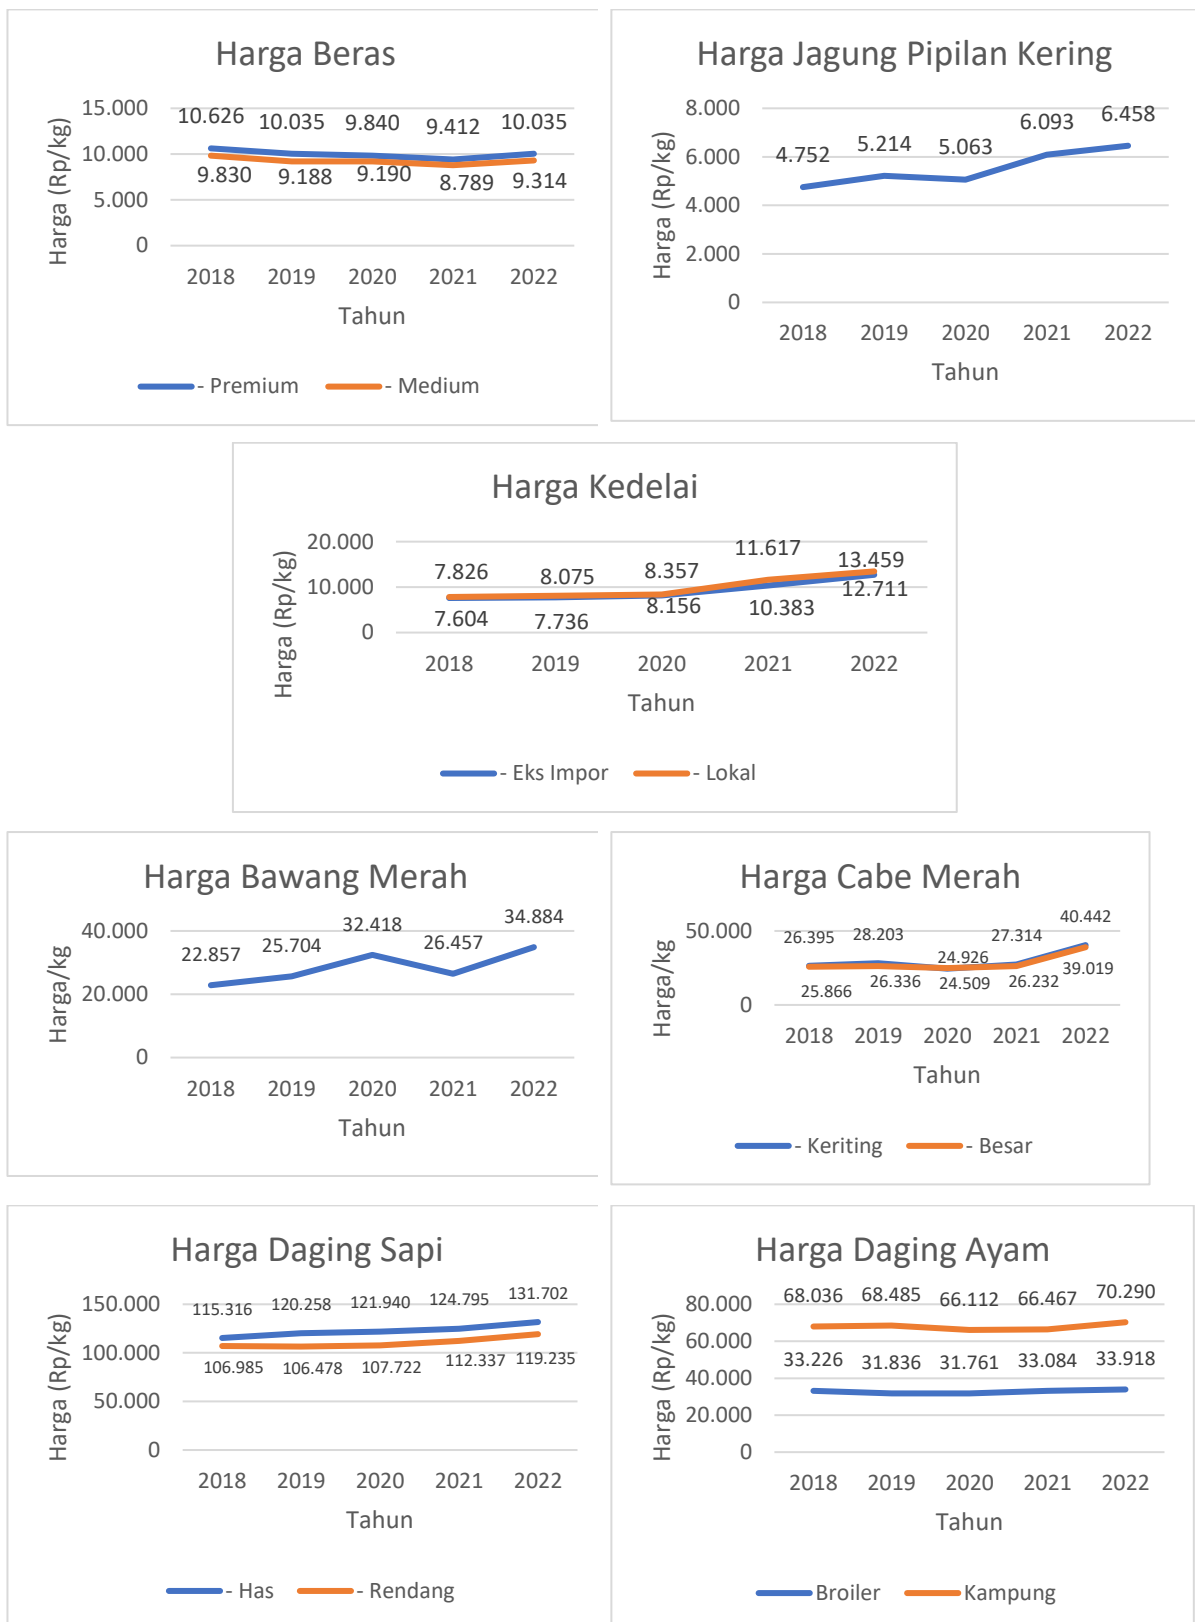 Harga Beras
Harga (Rp/kg)
15.000
10.000
5.000
0
10.626 10.035 9.840 9.412 10.035
9.830 9.188 9.190 8.789 9.314
2018 2019 2020 2021 2022
Tahun
- Premium - Medium
Harga Jagung Pipilan Kering
Harga (Rp/kg)
8.000
6.000
4.000
2.000
0
4.752 5.214 5.063 6.093 6.458
2018 2019 2020 2021 2022
Tahun
Harga Kedelai
Harga (Rp/kg)
20.000
10.000
0
7.826 8.075 8.357 11.617 13.459
7.604 7.736 8.156 10.383 12.711
2018 2019 2020 2021 2022
Tahun
- Eks Impor - Lokal
Harga Bawang Merah
Harga/kg
40.000
20.000
0
22.857 25.704 32.418 26.457 34.884
2018 2019 2020 2021 2022
Tahun
Harga Cabe Merah
Harga/kg
50.000
0
26.395 28.203 24.926 27.314 40.442
25.866 26.336 24.509 26.232 39.019
2018 2019 2020 2021 2022
Tahun
- Keriting - Besar
Harga Daging Sapi
Harga (Rp/kg)
150.000
100.000
50.000
0
115.316 120.258 121.940 124.795 131.702
106.985 106.478 107.722 112.337 119.235
2018 2019 2020 2021 2022
Tahun
- Has - Rendang
Harga Daging Ayam
Harga (Rp/kg)
80.000
60.000
40.000
20.000
0
68.036 68.485 66.112 66.467 70.290
33.226 31.836 31.761 33.084 33.918
2018 2019 2020 2021 2022
Tahun
Broiler Kampung